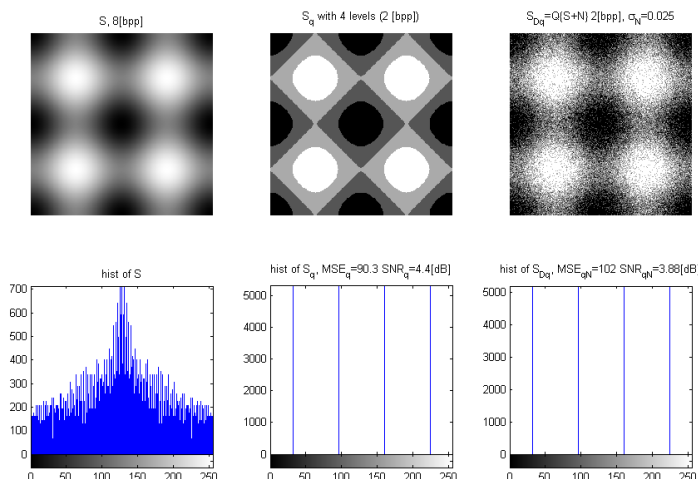 S, 8[bpp]
S_q with 4 levels (2 [bpp])
S_Dq=Q{S+N} 2[bpp], σ_N=0.025
hist of S
hist of S_q, MSE_q=90.3 SNR_q=4.4[dB]
hist of S_Dq, MSE_qN=102 SNR_qN=3.88[dB
700
600
500
400
300
200
100
0
0 50 100 150 200 250
5000
4000
3000
2000
1000
0
0 50 100 150 200 250
5000
4000
3000
2000
1000
0
0 50 100 150 200 250